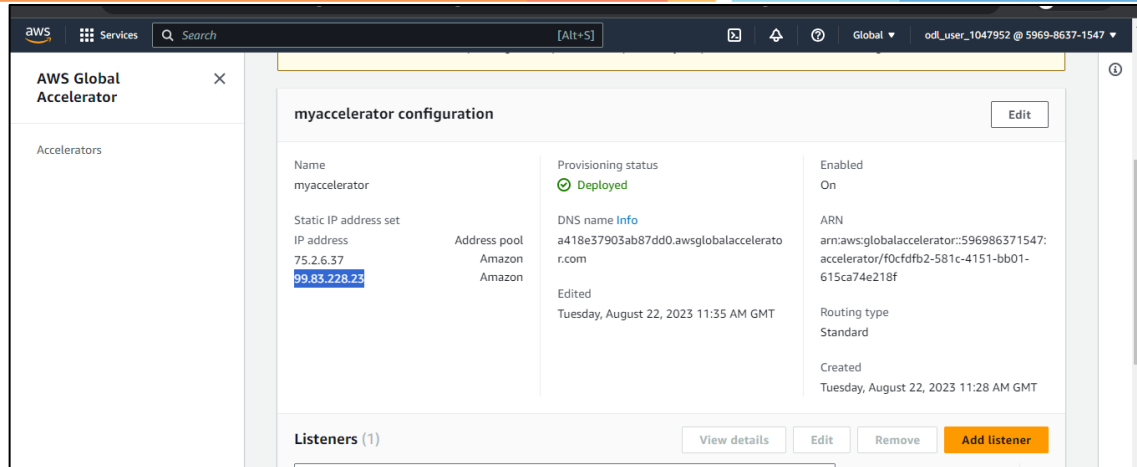 aws
Services
Search
[Alt+S]
Global ▼
odl_user_1047952 @ 5969-8637-1547 ▼
AWS Global
Accelerator
Accelerators
myaccelerator configuration
Edit
Name
myaccelerator
Static IP address set
IP address Address pool
75.2.6.37 Amazon
99.83.228.23 Amazon
Provisioning status
Deployed
DNS name Info
a418e37903ab87dd0.awsglobalaccelerato
r.com
Edited
Tuesday, August 22, 2023 11:35 AM GMT
Enabled
On
ARN
arn:aws:globalaccelerator::596986371547:
accelerator/f0cfdfb2-581c-4151-bb01-
615ca74e218f
Routing type
Standard
Created
Tuesday, August 22, 2023 11:28 AM GMT
Listeners (1)
View details
Edit
Remove
Add listener